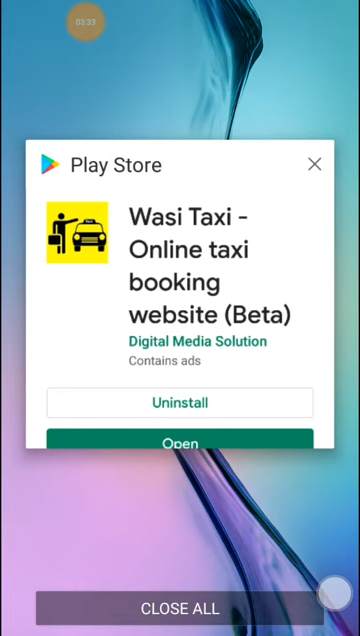 03:33
Play Store
Wasi Taxi -
Online taxi
booking
website (Beta)
Digital Media Solution
Contains ads
Uninstall
Open
CLOSE ALL